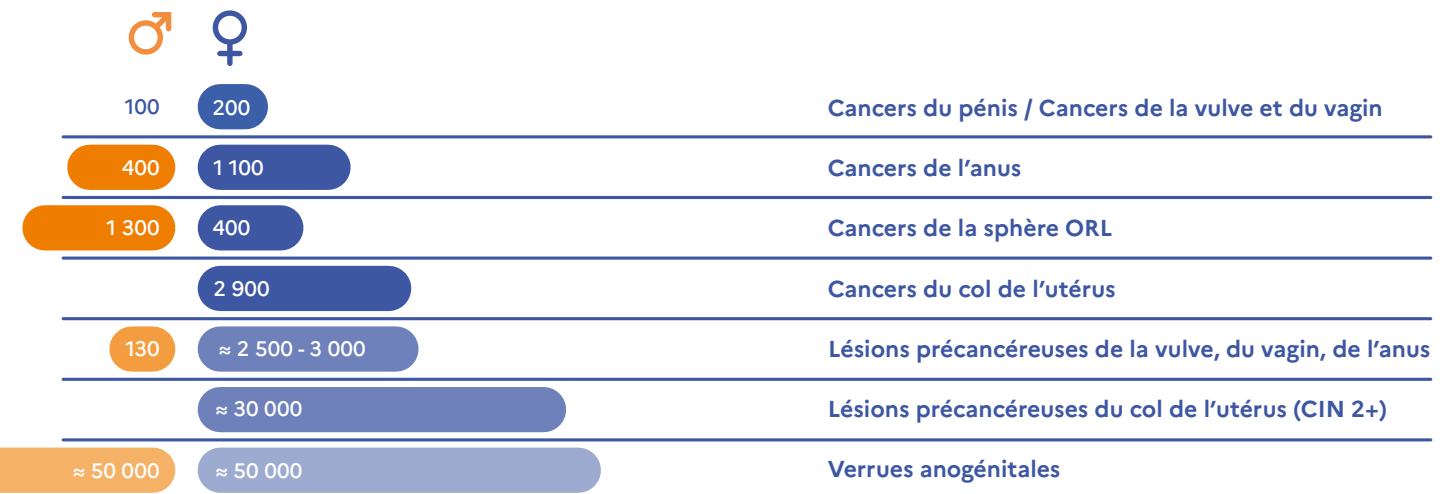 100 200 Cancers du pénis / Cancers de la vulve et du vagin
400 1 100 Cancers de l’anus
1 300 400 Cancers de la sphère ORL
2 900 Cancers du col de l’utérus
130 ≈ 2 500 - 3 000 Lésions précancéreuses de la vulve, du vagin, de l’anus
≈ 30 000 Lésions précancéreuses du col de l’utérus (CIN 2+)
≈ 50 000 ≈ 50 000 Verrues anogénitales